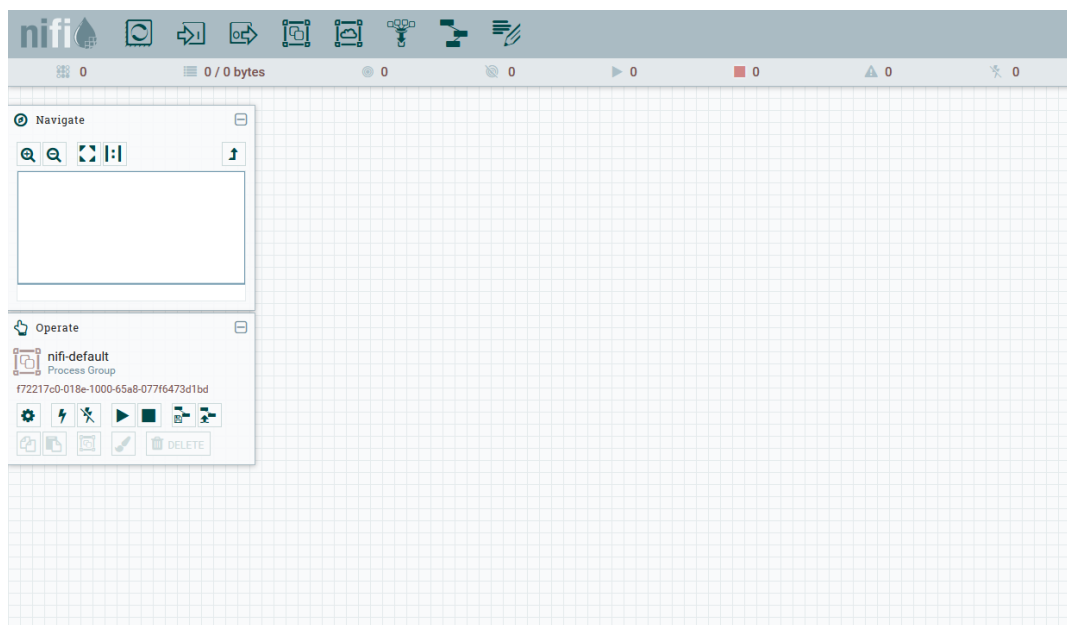 nifi
0 0 / 0 bytes 0 0 0 0 0 0
Navigate
Operate
nifi-default
Process Group
f72217c0-018e-1000-65a8-077f6473d1bd
DELETE